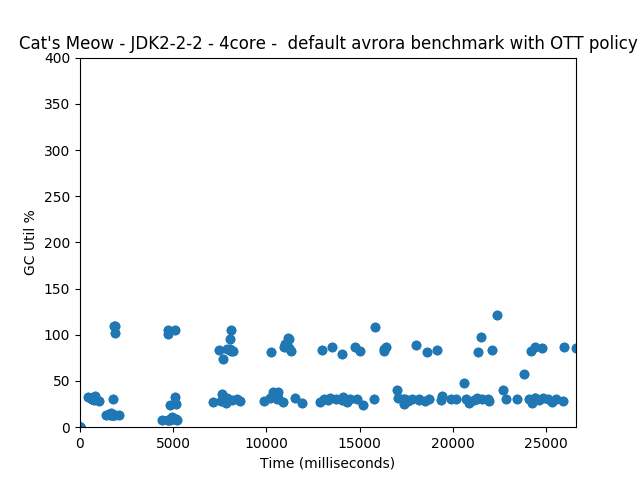 Cat's Meow - JDK2-2-2 - 4core -  default avrora benchmark with OTT policy
400
350
300
250
200
150
100
50
0
GC Util %
0 5000 10000 15000 20000 25000
Time (milliseconds)